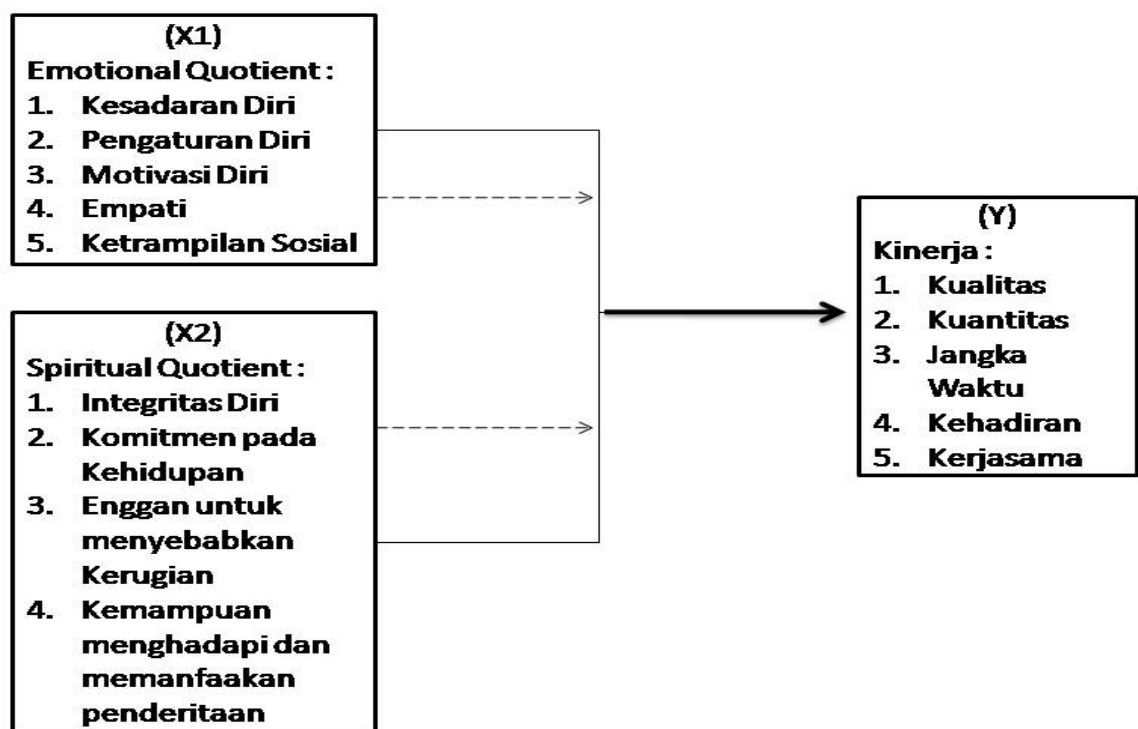 (X1)
Emotional Quotient :
1. Kesadaran Diri
2. Pengaturan Diri
3. Motivasi Diri
4. Empati
5. Ketrampilan Sosial
(X2)
Spiritual Quotient :
1. Integritas Diri
2. Komitmen pada
Kehidupan
3. Enggan untuk
menyebabkan
Kerugian
4. Kemampuan
menghadapi dan
memanfaakan
penderitaan
(Y)
Kinerja :
1. Kualitas
2. Kuantitas
3. Jangka
Waktu
4. Kehadiran
5. Kerjasama